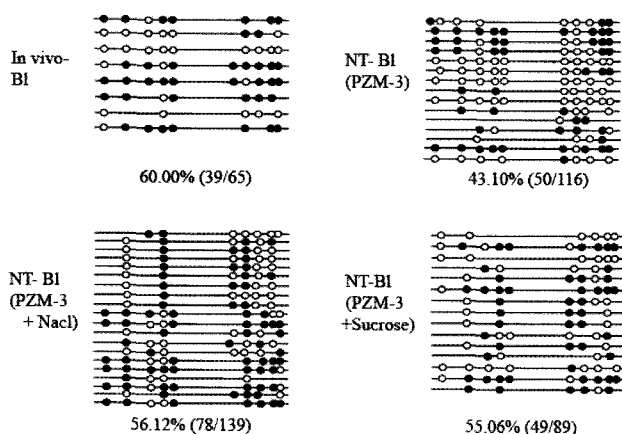 In vivo-
Bl
60.00% (39/65)
NT- Bl
(PZM-3)
43.10% (50/116)
NT- Bl
(PZM-3
+ Nacl)
56.12% (78/139)
NT-Bl
(PZM-3
+Sucrose)
55.06% (49/89)